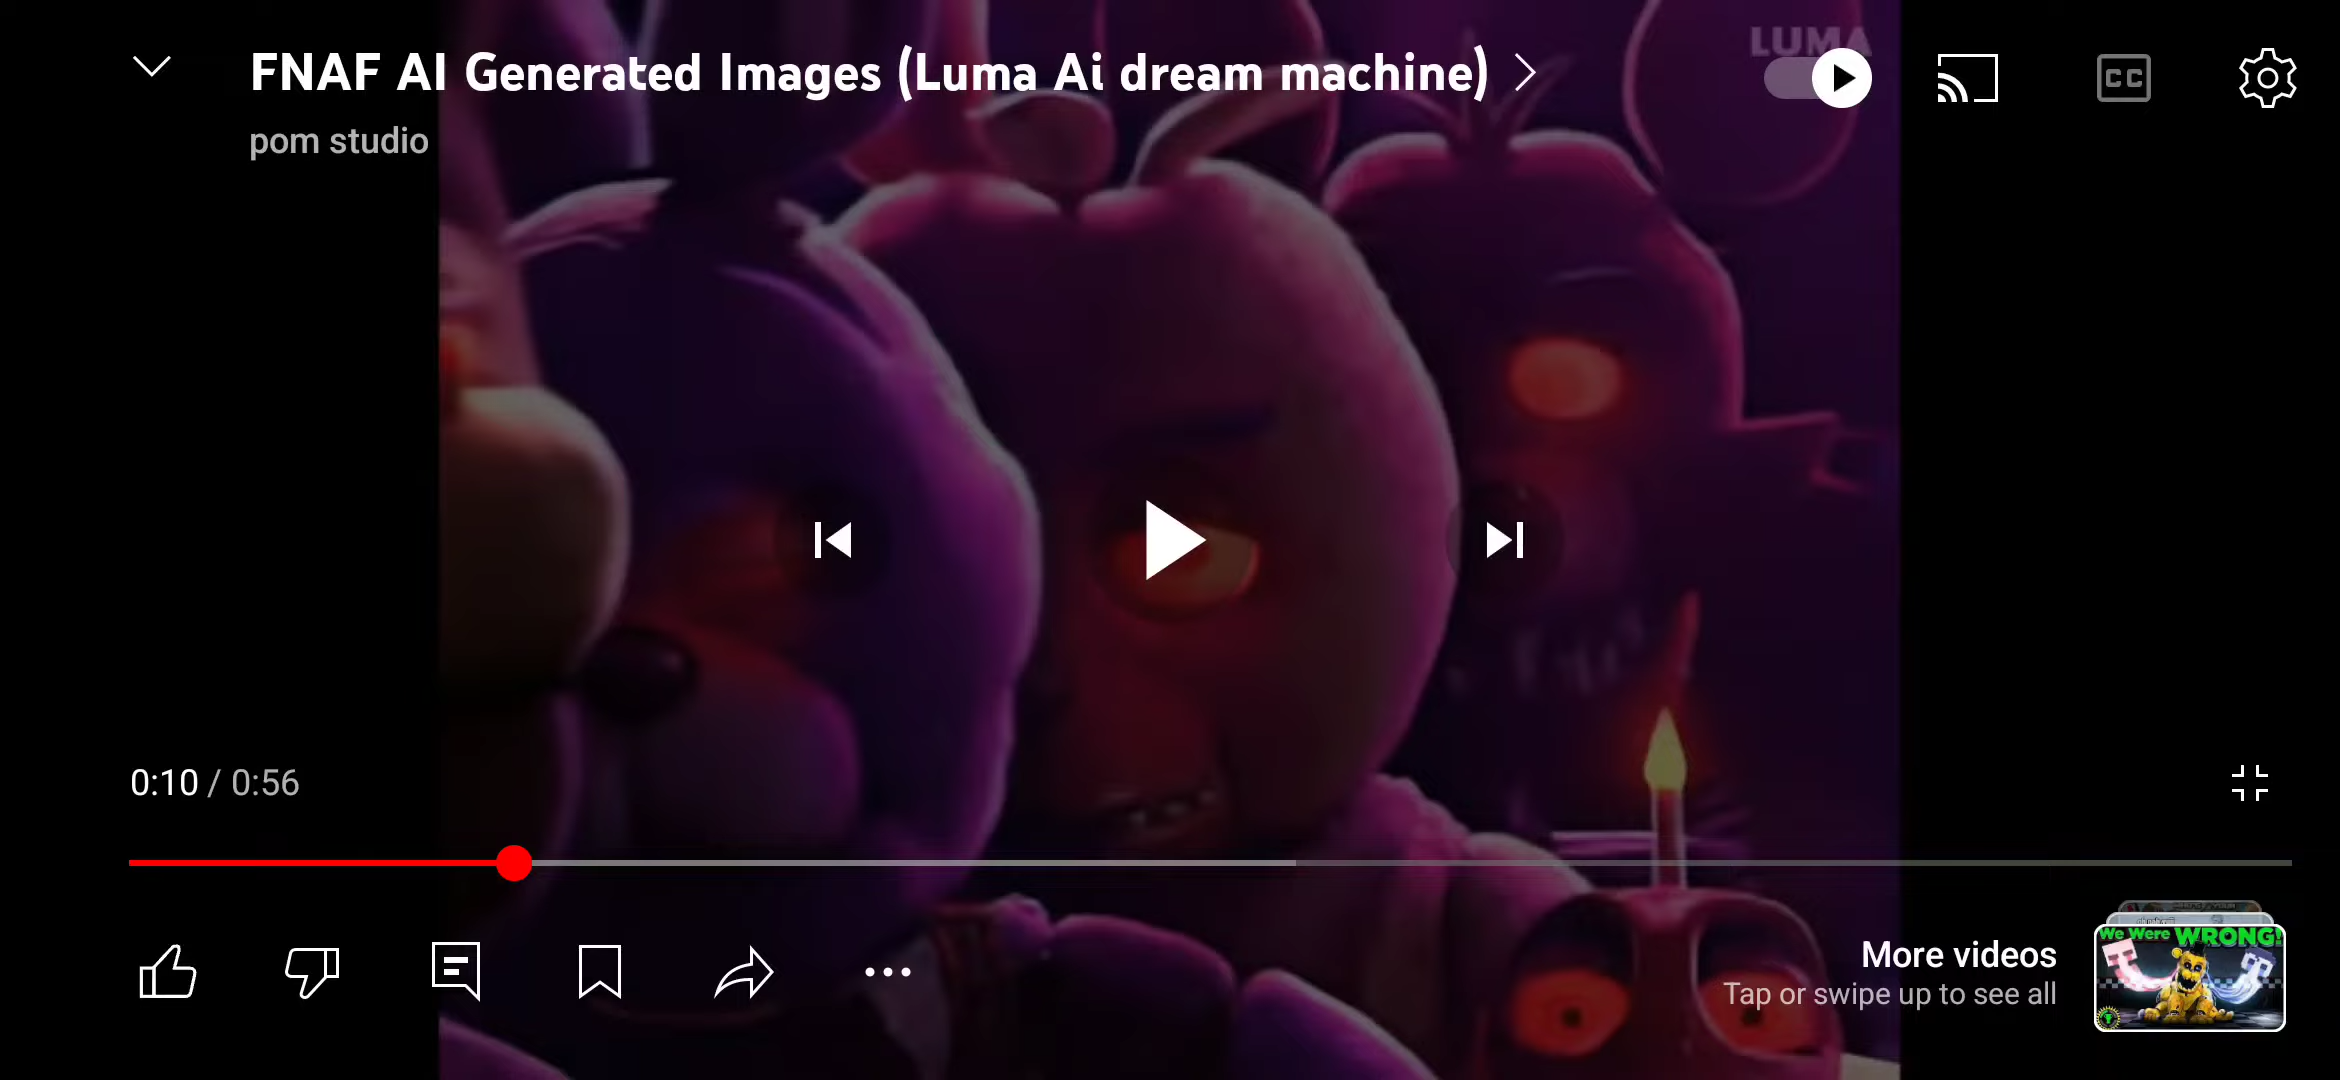 FNAF AI Generated Images (Luma Ai dream machine)
LUMA
CC
pom studio
0:10 / 0:56
More videos
Tap or swipe up to see all
We Were WRONG!